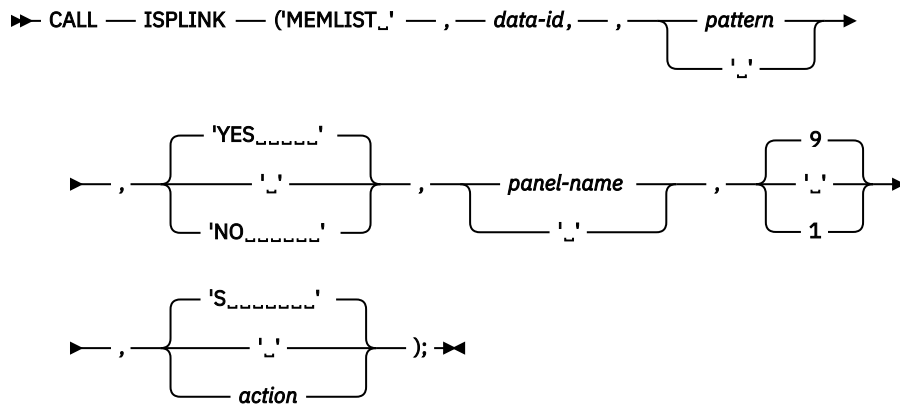 CALL ISPLINK ('MEMLIST␣' , data-id, , pattern
'␣'
'YES␣␣␣␣␣' 9
, '␣' , panel-name , '␣'
'NO␣␣␣␣␣␣' '␣' 1
'S␣␣␣␣␣␣␣'
, '␣' );
action